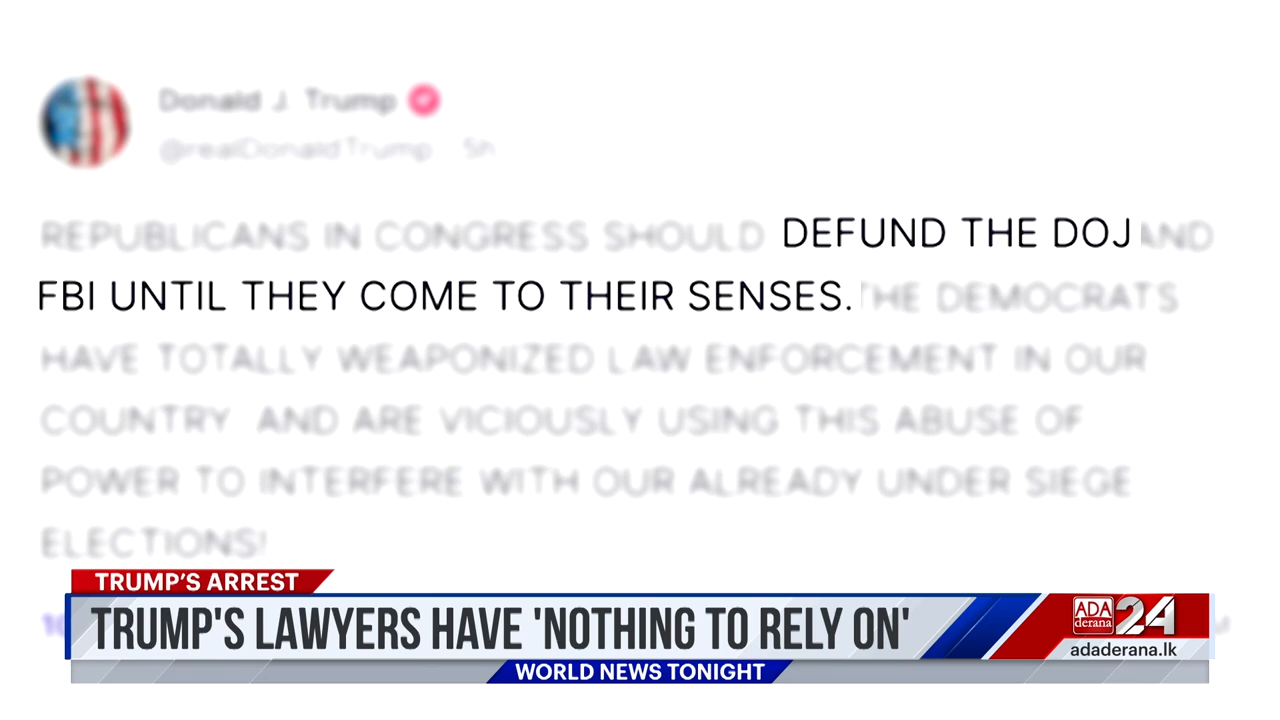 Donald J. Trump
@realDonaldTrump 5h
REPUBLICANS IN CONGRESS SHOULD DEFUND THE DOJ AND
FBI UNTIL THEY COME TO THEIR SENSES. THE DEMOCRATS
HAVE TOTALLY WEAPONIZED LAW ENFORCEMENT IN OUR
COUNTRY AND ARE VICIOUSLY USING THIS ABUSE OF
POWER TO INTERFERE WITH OUR ALREADY UNDER SIEGE
ELECTIONS!
TRUMP'S ARREST
TRUMP'S LAWYERS HAVE 'NOTHING TO RELY ON'
ADA
derana
24
adaderana.lk
WORLD NEWS TONIGHT